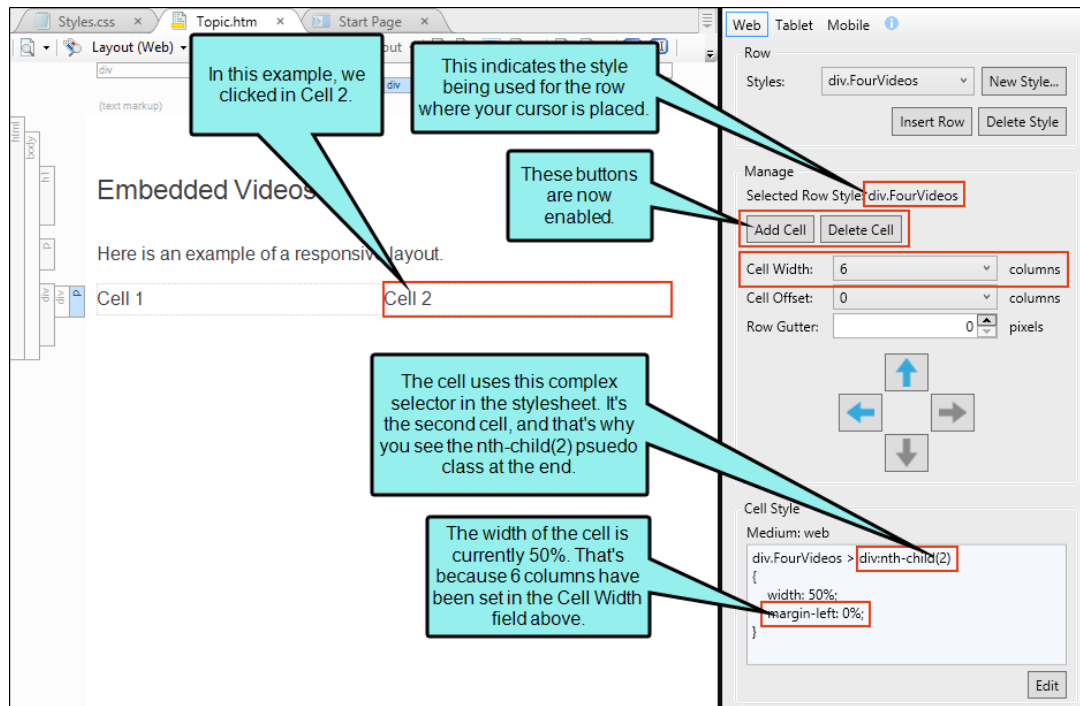 Styles.css × Topic.htm × Start Page ×
Layout (Web)
div
div
(text markup)
html
body
h1
p
div
div
p
In this example, we
clicked in Cell 2.
This indicates the style
being used for the row
where your cursor is placed.
These buttons
are now
enabled.
Embedded Videos
Here is an example of a responsive layout.
Cell 1
Cell 2
The cell uses this complex
selector in the stylesheet. It's
the second cell, and that's why
you see the nth-child(2) psuedo
class at the end.
The width of the cell is
currently 50%. That's
because 6 columns have
been set in the Cell Width
field above.
Web Tablet Mobile i
Row
Styles: div.FourVideos New Style...
Insert Row Delete Style
Manage
Selected Row Style: div.FourVideos
Add Cell Delete Cell
Cell Width: 6 columns
Cell Offset: 0 columns
Row Gutter: 0 pixels
Cell Style
Medium: web
div.FourVideos > div:nth-child(2)
{
width: 50%;
margin-left: 0%;
}
Edit